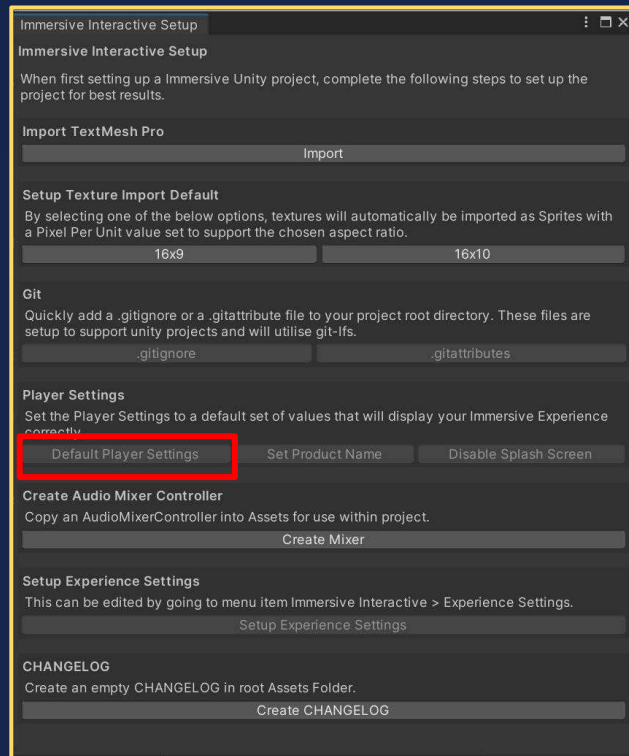 Immersive Interactive Setup
Immersive Interactive Setup
When first setting up a Immersive Unity project, complete the following steps to set up the
project for best results.
Import TextMesh Pro
Import
Setup Texture Import Default
By selecting one of the below options, textures will automatically be imported as Sprites with
a Pixel Per Unit value set to support the chosen aspect ratio.
16x9 16x10
Git
Quickly add a .gitignore or a .gitattribute file to your project root directory. These files are
setup to support unity projects and will utilise git-lfs.
.gitignore .gitattributes
Player Settings
Set the Player Settings to a default set of values that will display your Immersive Experience
correctly.
Default Player Settings Set Product Name Disable Splash Screen
Create Audio Mixer Controller
Copy an AudioMixerController into Assets for use within project.
Create Mixer
Setup Experience Settings
This can be edited by going to menu item Immersive Interactive > Experience Settings.
Setup Experience Settings
CHANGELOG
Create an empty CHANGELOG in root Assets Folder.
Create CHANGELOG